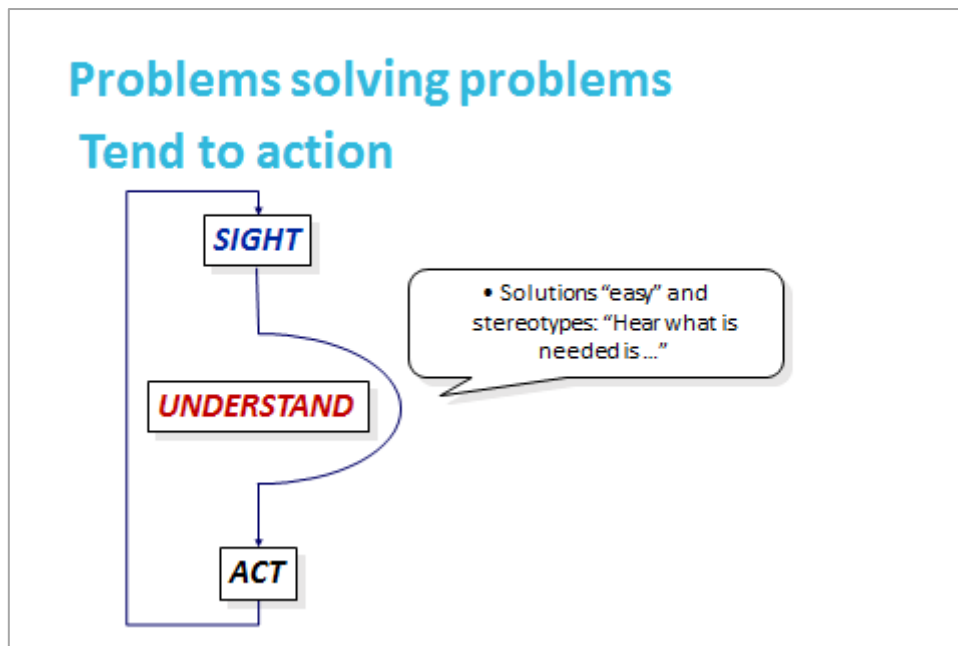 Problems solving problems
Tend to action
SIGHT
• Solutions “easy” and
stereotypes: “Hear what is
needed is ...”
UNDERSTAND
ACT